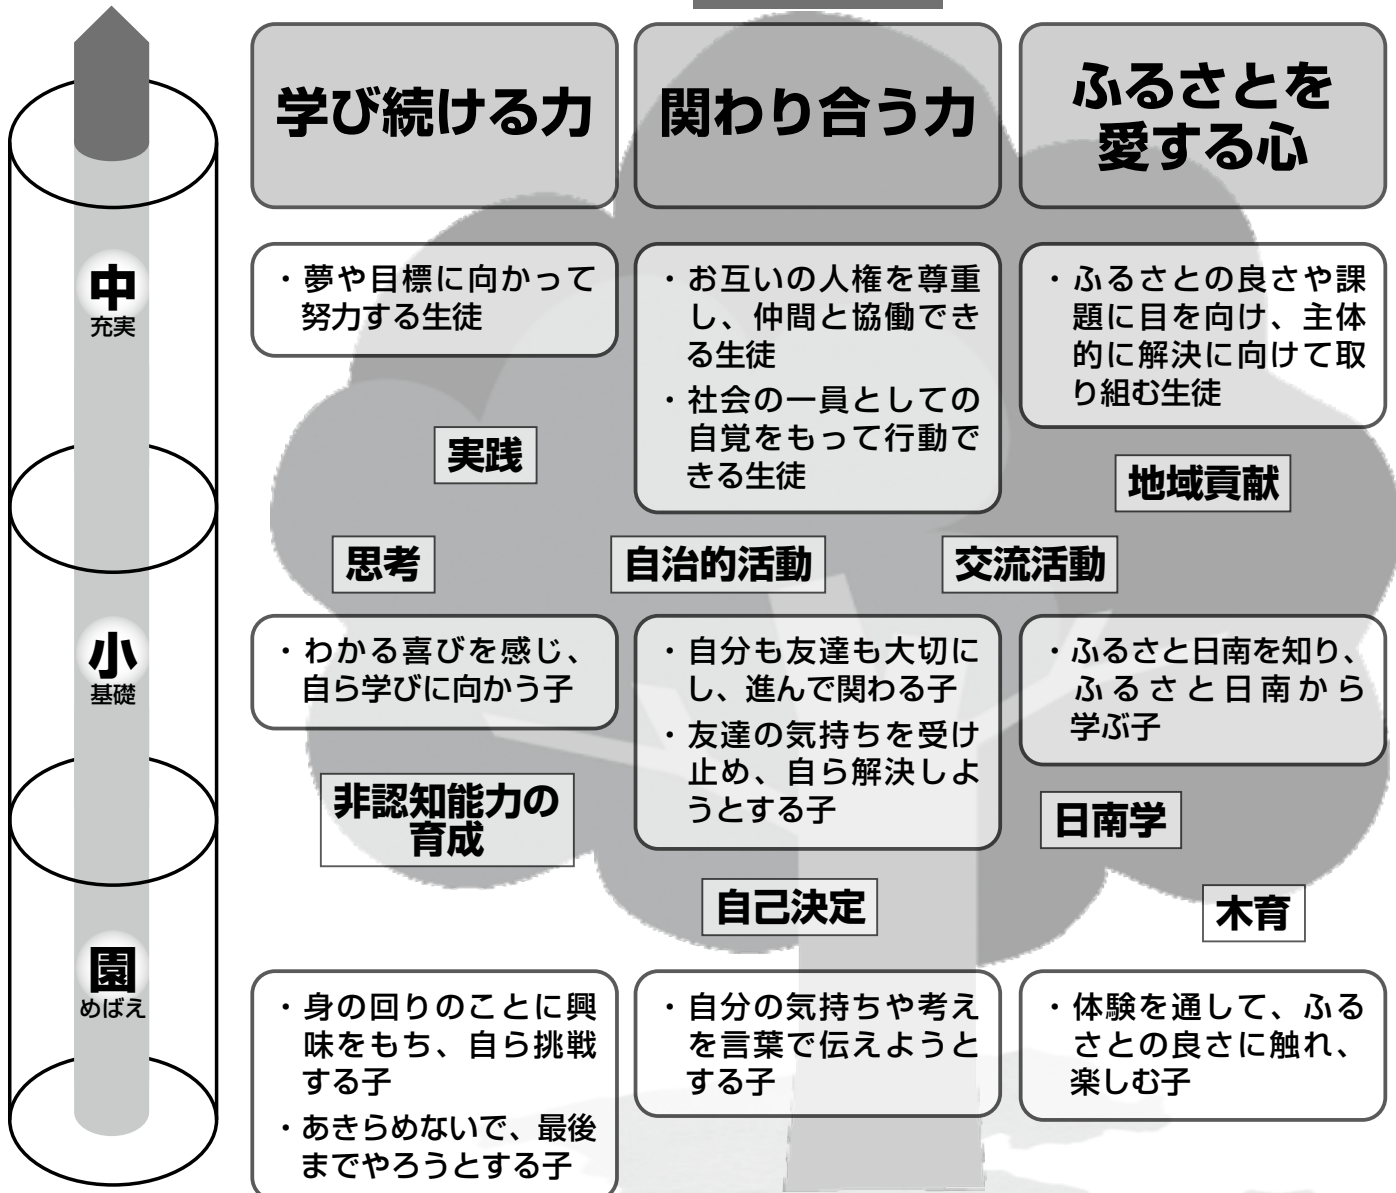 学び続ける力
関わり合う力
ふるさとを
愛する心
中
充実
・夢や目標に向かって
努力する生徒
・お互いの人権を尊重
し、仲間と協働でき
る生徒
・社会の一員としての
自覚をもって行動で
きる生徒
・ふるさとの良さや課
題に目を向け、主体
的に解決に向けて取
り組む生徒
実践
地域貢献
思考
自治的活動
交流活動
小
基礎
・わかる喜びを感じ、
自ら学びに向かう子
・自分も友達も大切に
し、進んで関わる子
・友達の気持ちを受け
止め、自ら解決しよ
うとする子
・ふるさと日南を知り、
ふるさと日南から
学ぶ子
非認知能力の
育成
日南学
自己決定
木育
園
めばえ
・身の回りのことに興
味をもち、自ら挑戦
する子
・あきらめないで、最後
までやろうとする子
・自分の気持ちや考え
を言葉で伝えようと
する子
・体験を通して、ふる
さとの良さに触れ、
楽しむ子